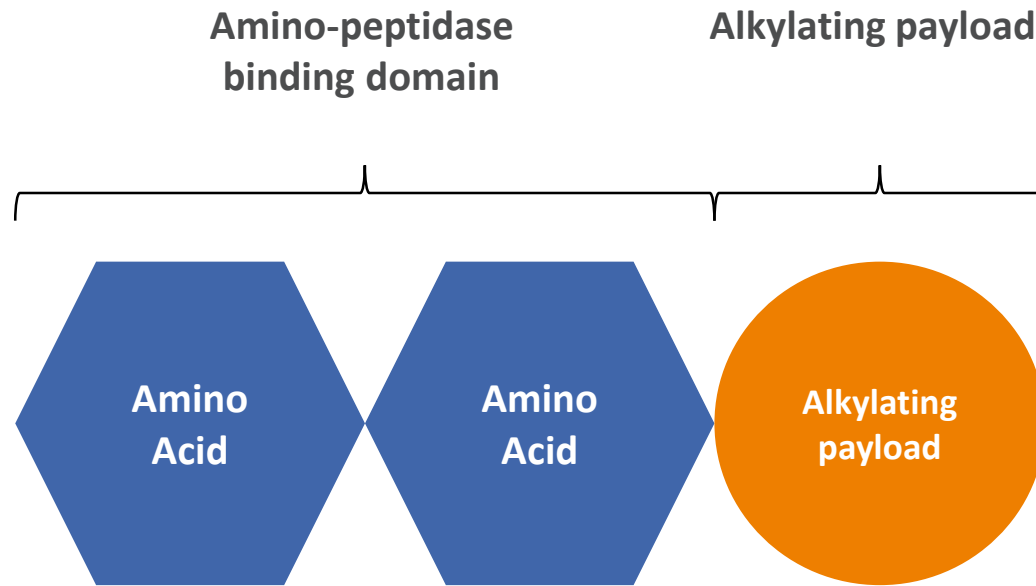 Amino-peptidase
binding domain
Alkylating payload
Amino
Acid
Amino
Acid
Alkylating
payload